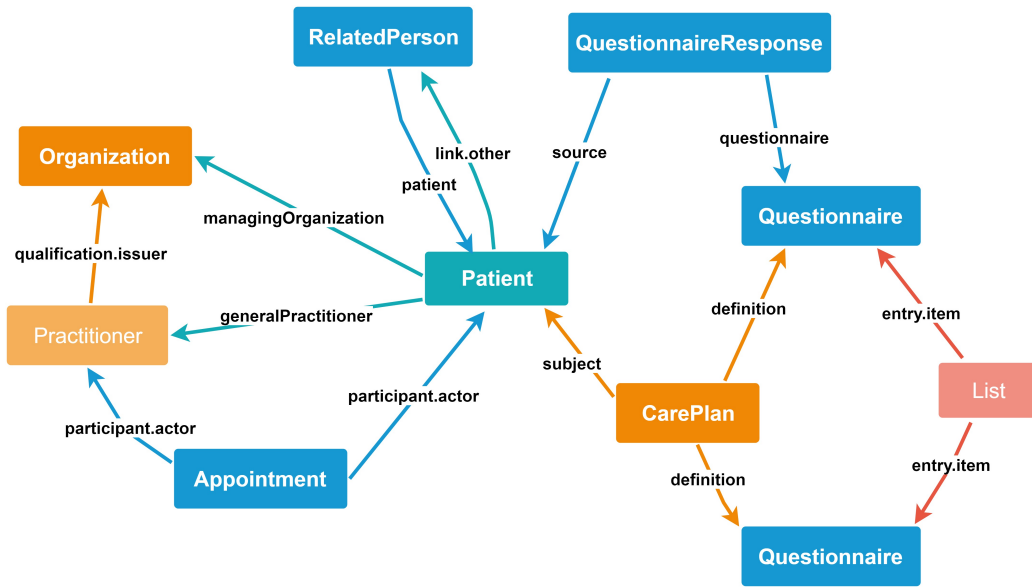 RelatedPerson
QuestionnaireResponse
Organization
link.other
source
questionnaire
patient
managingOrganization
Questionnaire
qualification.issuer
Patient
generalPractitioner
definition
entry.item
Practitioner
subject
participant.actor
List
CarePlan
participant.actor
Appointment
definition
entry.item
Questionnaire